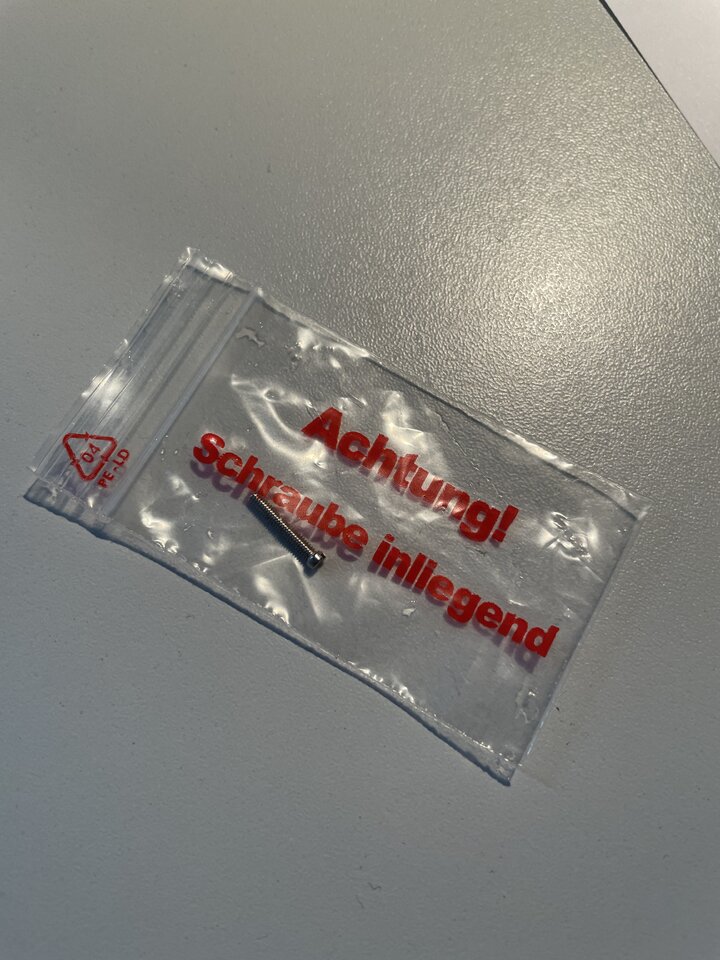 Achtung!
Schraube inliegend
04
PE-LD